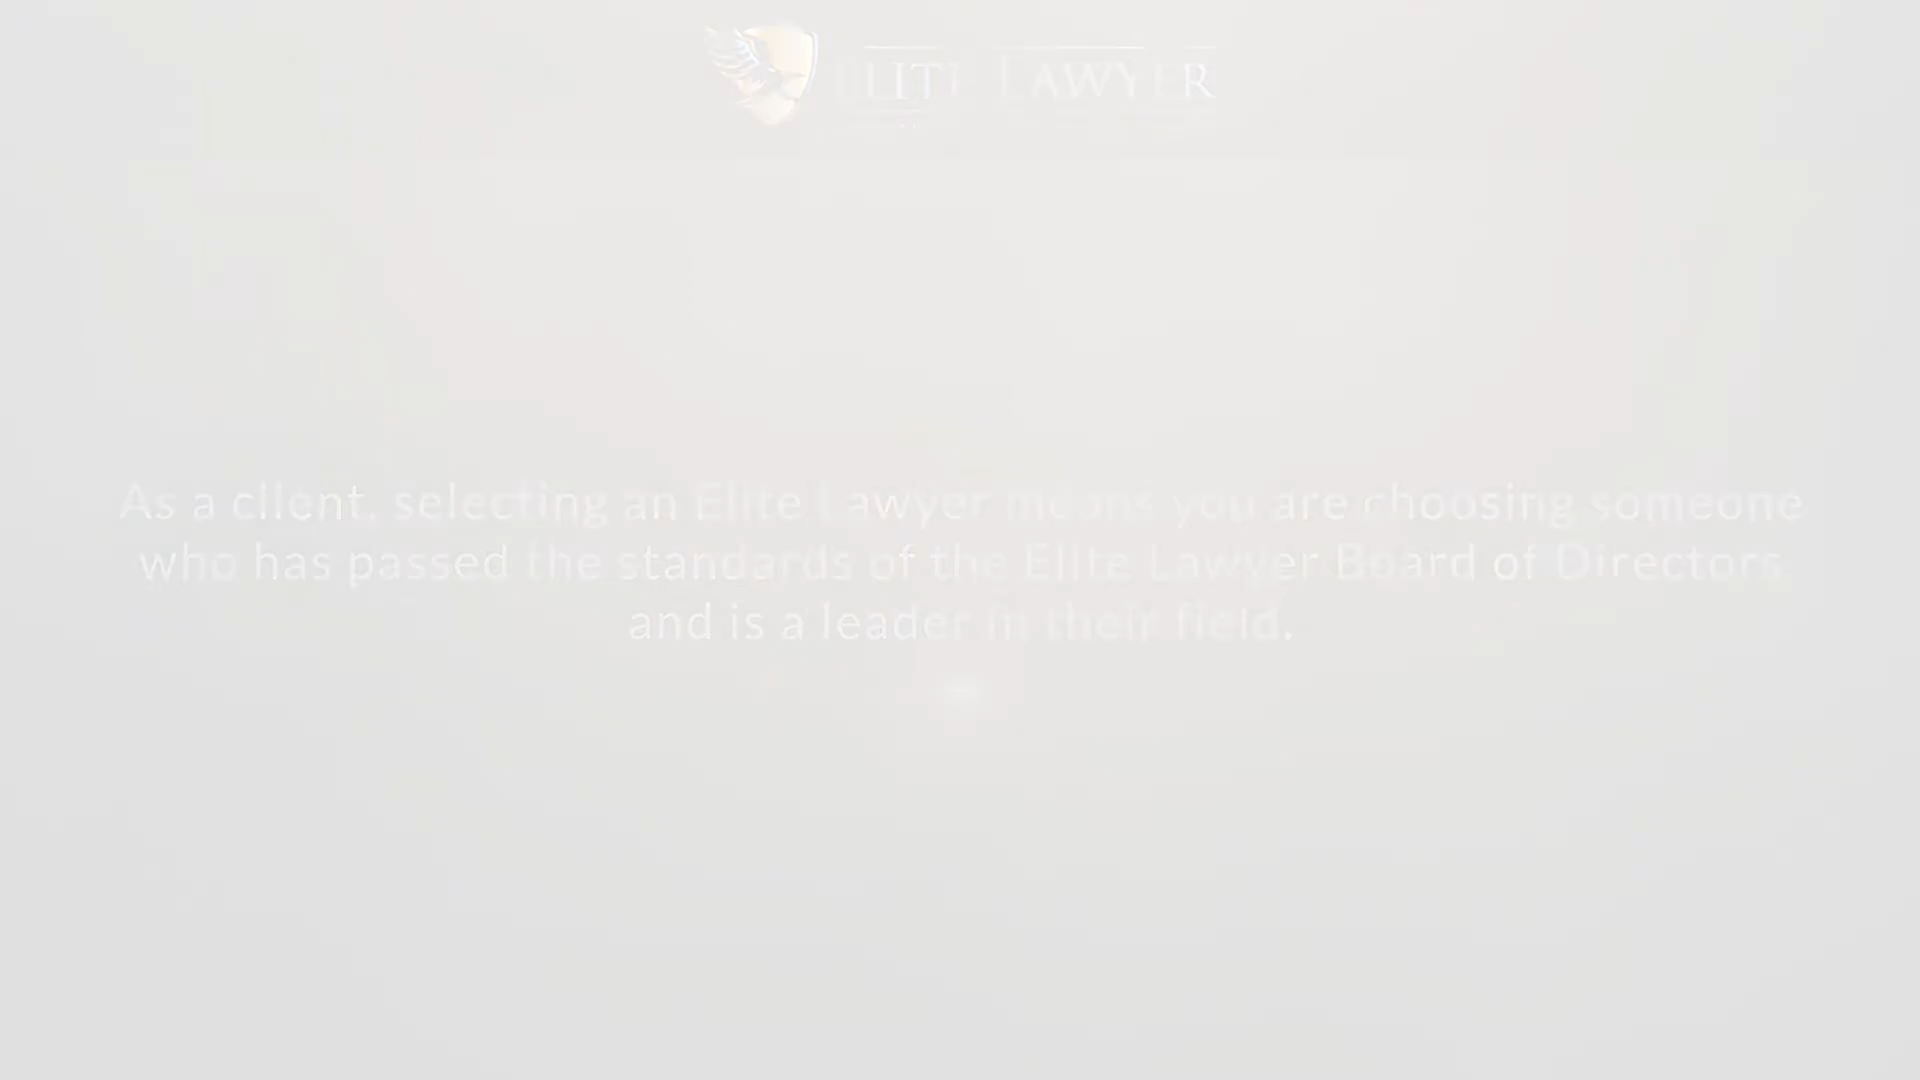 ELITE LAWYER
As a client, selecting an Elite Lawyer means you are choosing someone
who has passed the standards of the Elite Lawyer Board of Directors
and is a leader in their field.